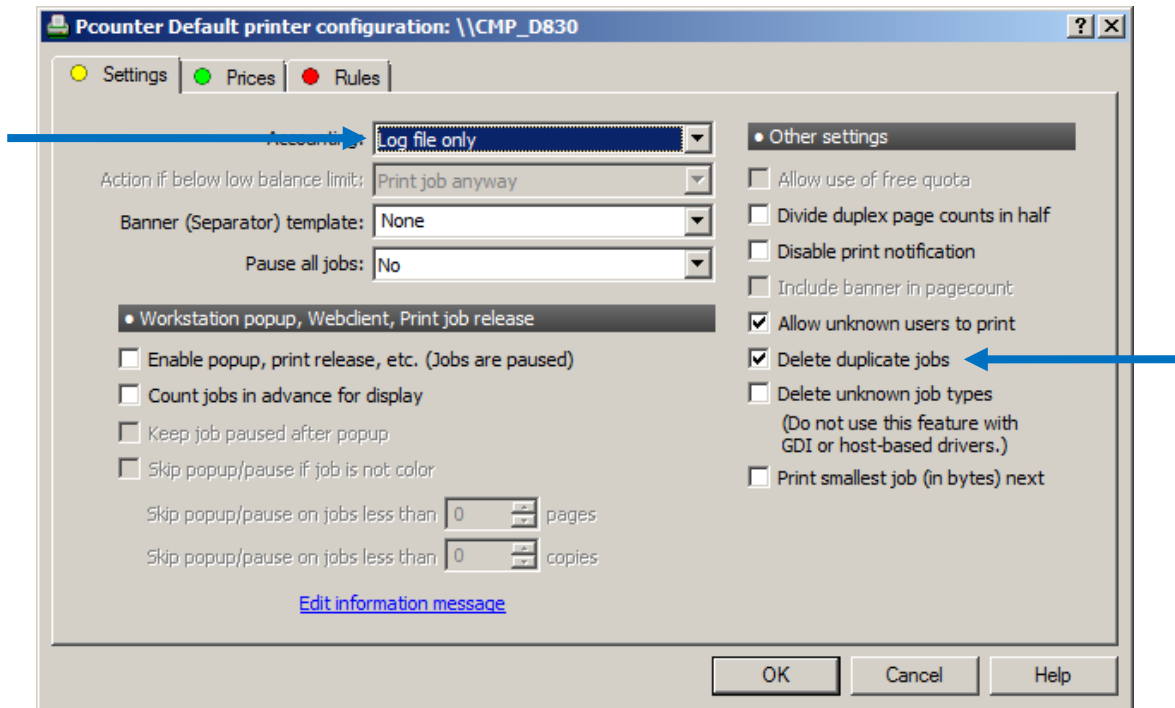 Pcounter Default printer configuration: \\CMP_D830
Settings
Prices
Rules
Accounting:
Log file only
Action if below low balance limit:
Print job anyway
Banner (Separator) template:
None
Pause all jobs:
No
• Workstation popup, Webclient, Print job release
Enable popup, print release, etc. (Jobs are paused)
Count jobs in advance for display
Keep job paused after popup
Skip popup/pause if job is not color
Skip popup/pause on jobs less than 0 pages
Skip popup/pause on jobs less than 0 copies
Edit information message
• Other settings
Allow use of free quota
Divide duplex page counts in half
Disable print notification
Include banner in pagecount
Allow unknown users to print
Delete duplicate jobs
Delete unknown job types
(Do not use this feature with
GDI or host-based drivers.)
Print smallest job (in bytes) next
OK
Cancel
Help